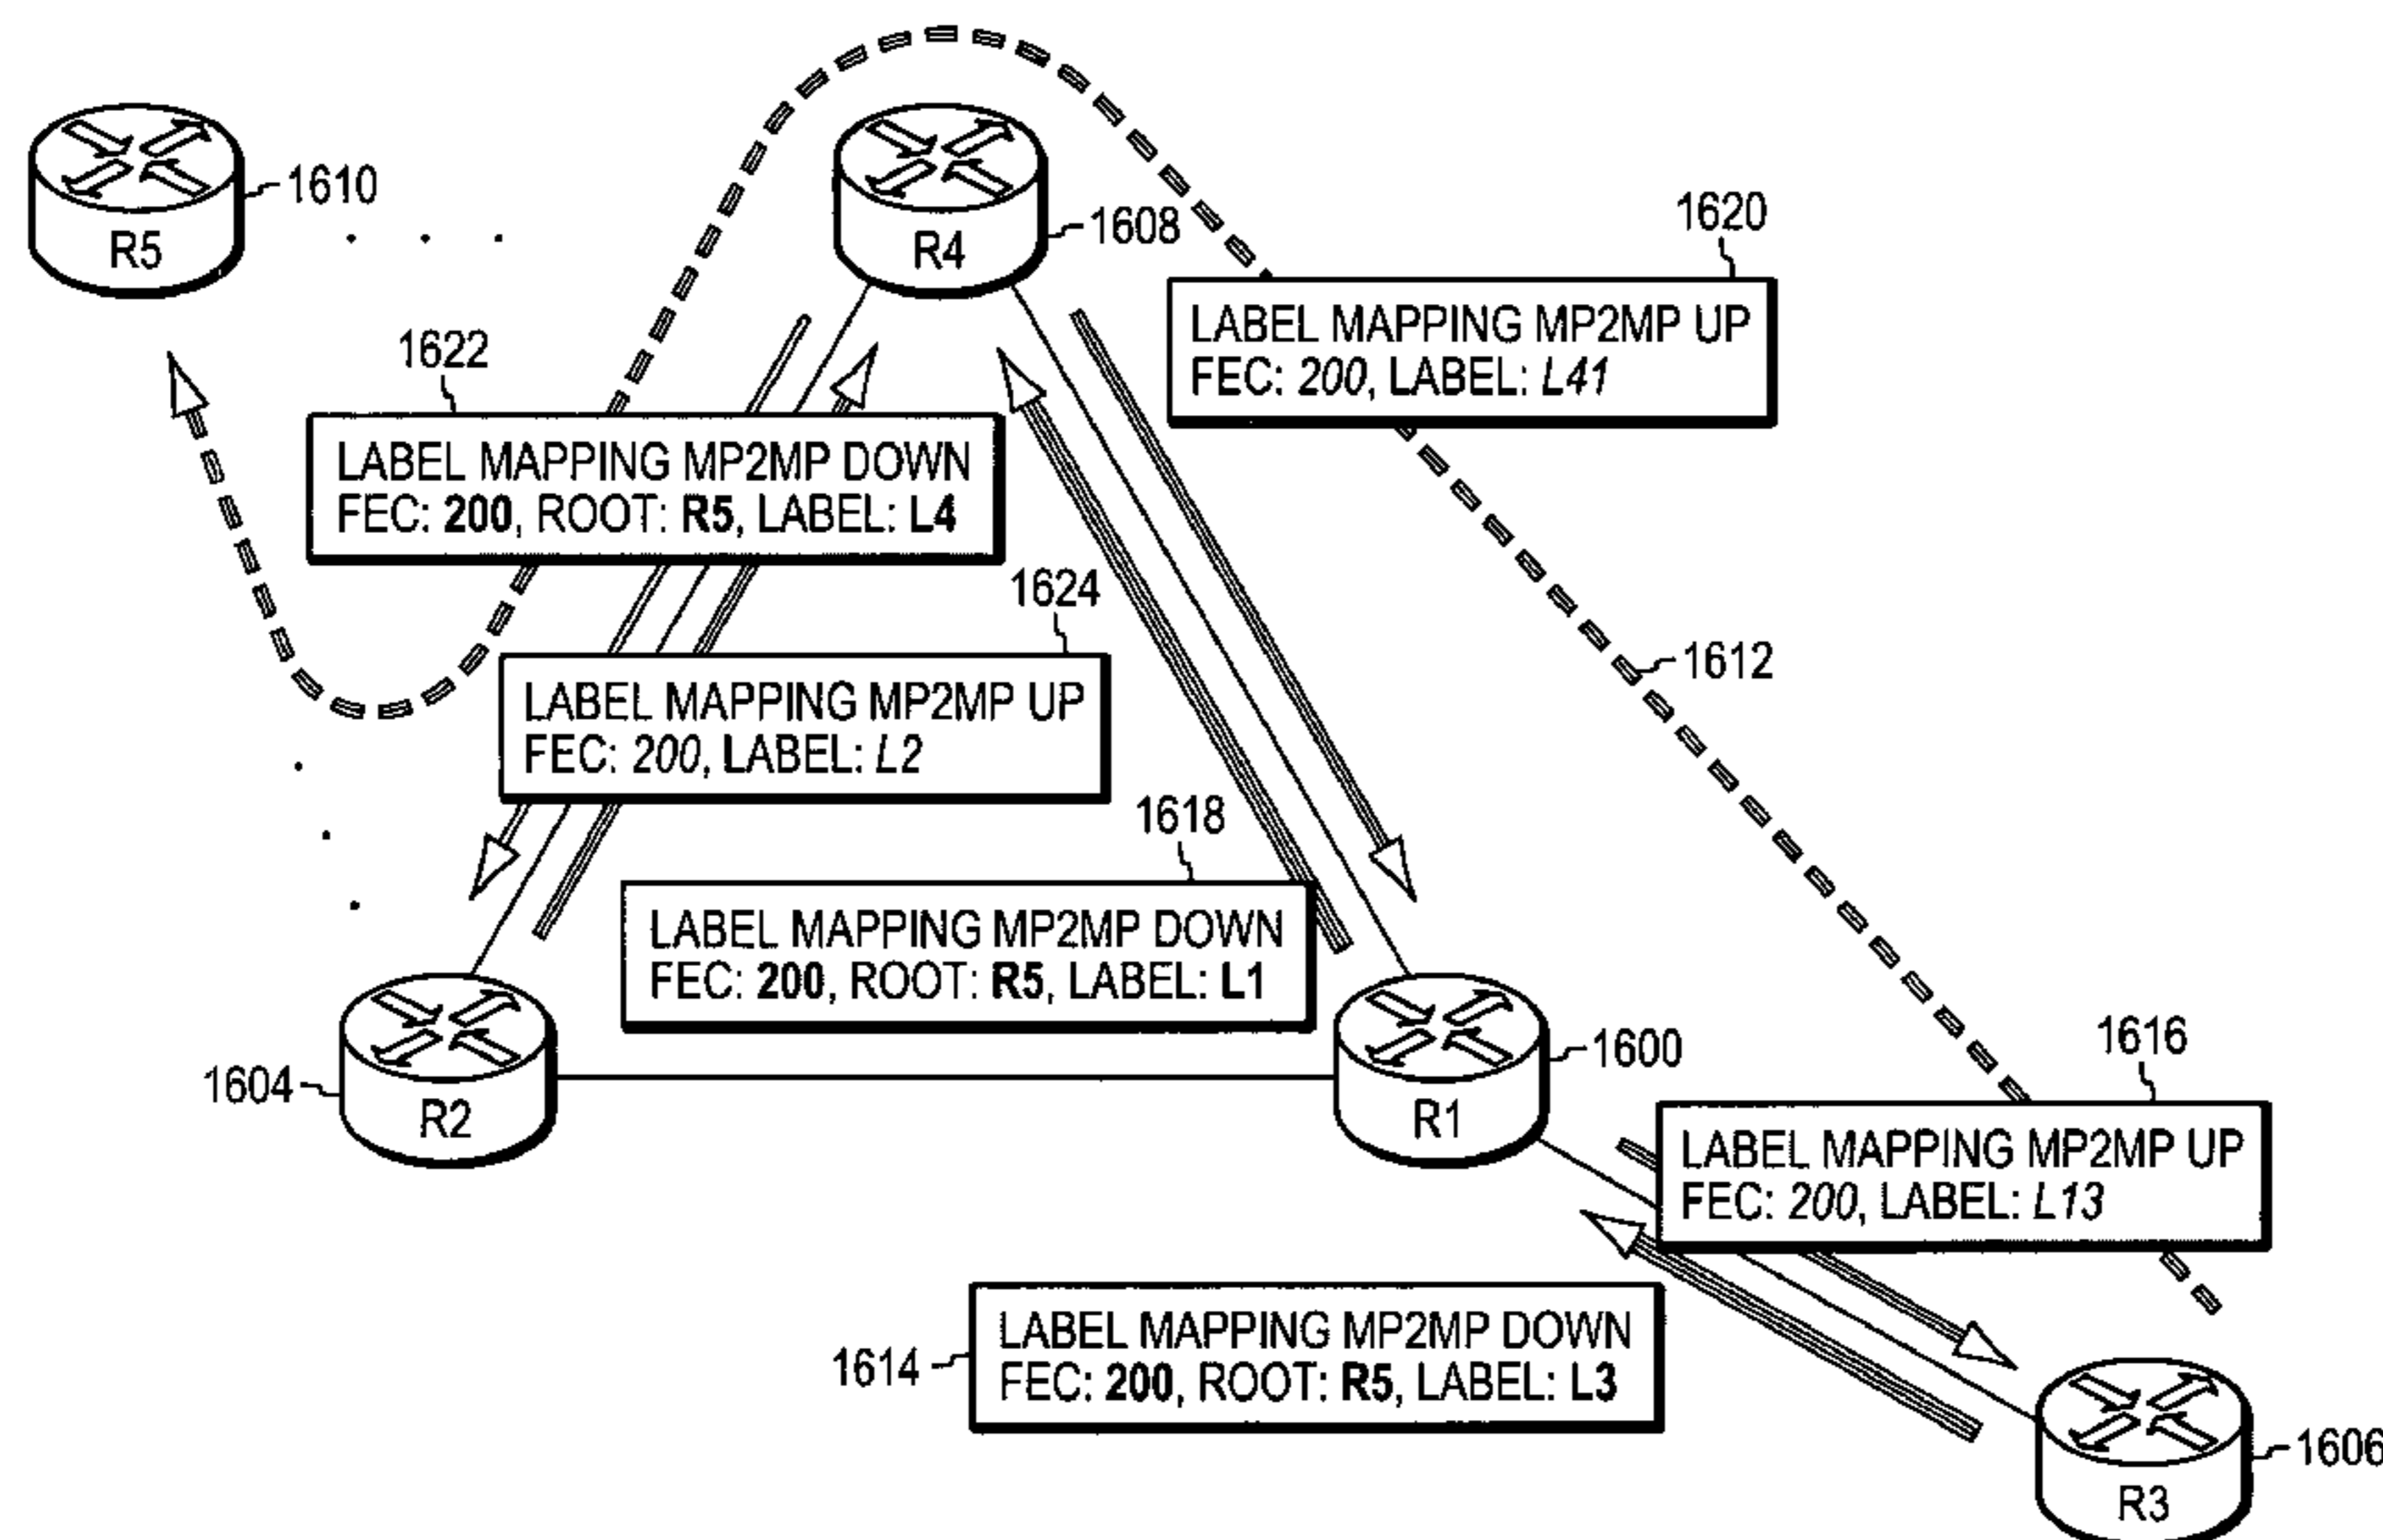 1610
R5
R4
1608
1620
LABEL MAPPING MP2MP UP
FEC: 200, LABEL: L41
1622
LABEL MAPPING MP2MP DOWN
FEC: 200, ROOT: R5, LABEL: L4
1624
LABEL MAPPING MP2MP UP
FEC: 200, LABEL: L2
1612
1618
LABEL MAPPING MP2MP DOWN
FEC: 200, ROOT: R5, LABEL: L1
1604
R2
1600
R1
1616
LABEL MAPPING MP2MP UP
FEC: 200, LABEL: L13
1614
LABEL MAPPING MP2MP DOWN
FEC: 200, ROOT: R5, LABEL: L3
1606
R3